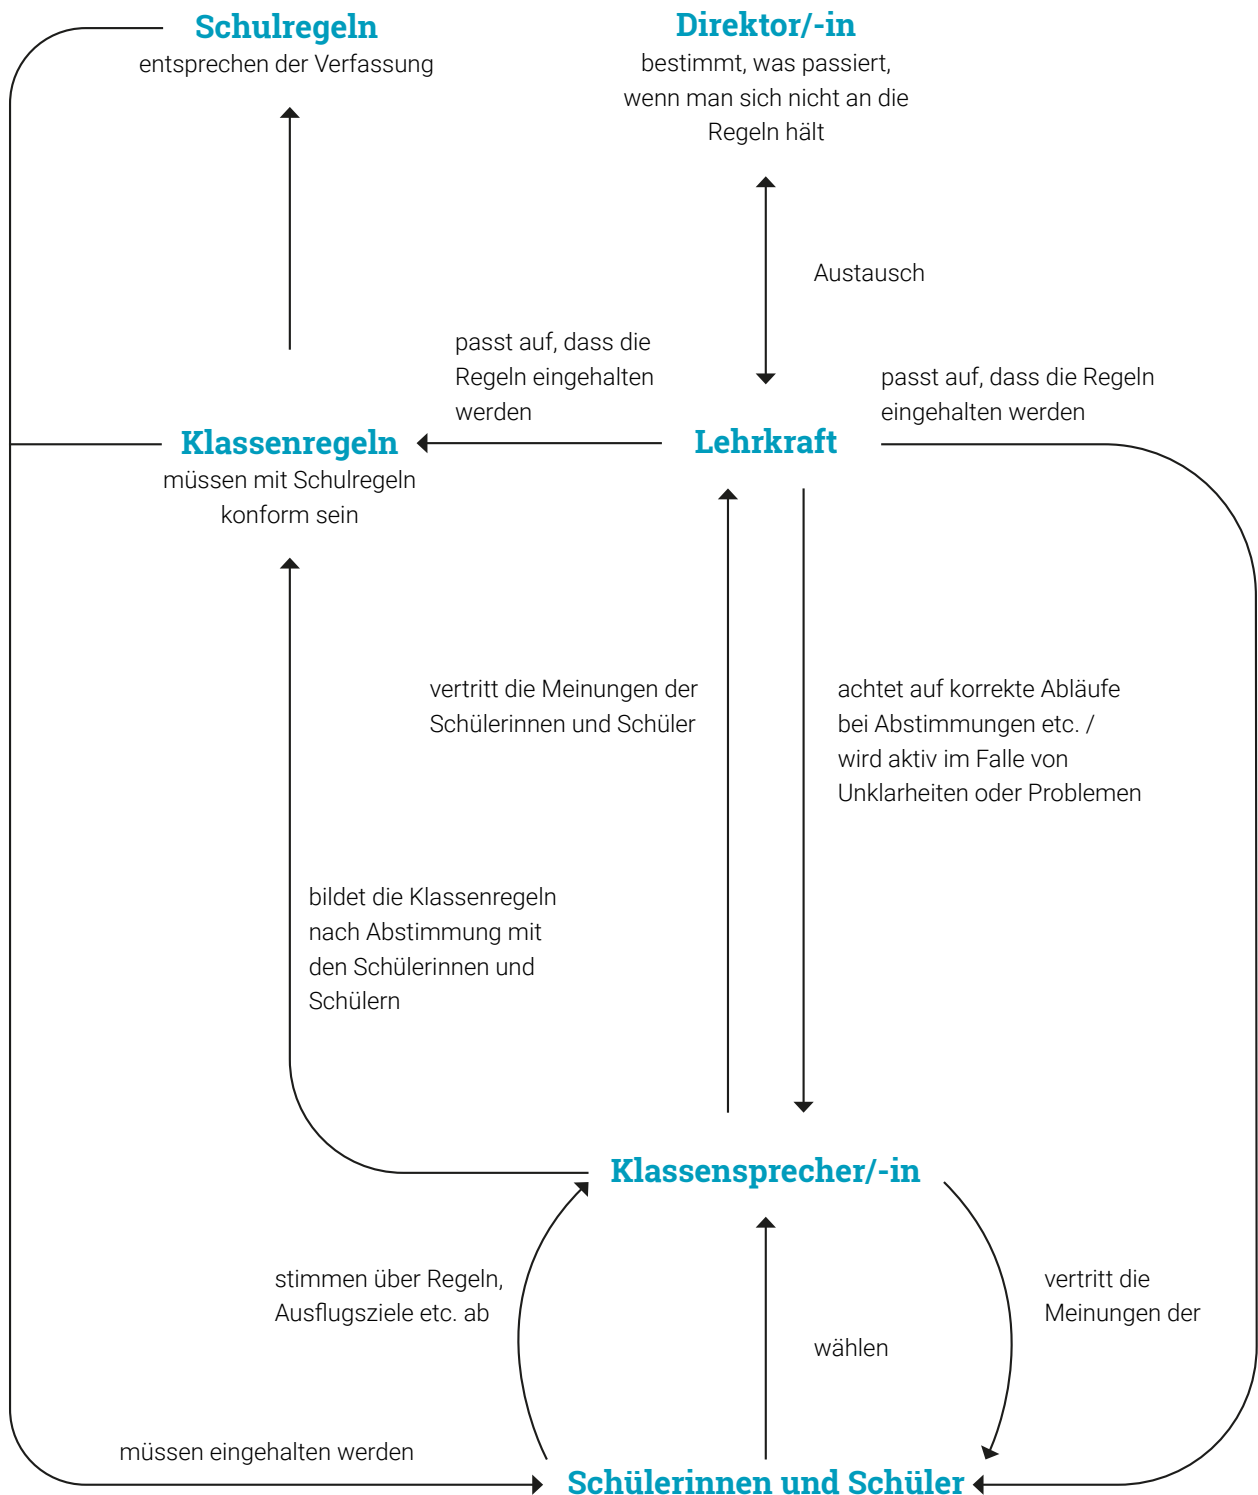 Schulregeln
entsprechen der Verfassung
Direktor/-in
bestimmt, was passiert,
wenn man sich nicht an die
Regeln hält
Austausch
passt auf, dass die
Regeln eingehalten
werden
passt auf, dass die Regeln
eingehalten werden
Klassenregeln
müssen mit Schulregeln
konform sein
Lehrkraft
vertritt die Meinungen der
Schülerinnen und Schüler
achtet auf korrekte Abläufe
bei Abstimmungen etc. /
wird aktiv im Falle von
Unklarheiten oder Problemen
bildet die Klassenregeln
nach Abstimmung mit
den Schülerinnen und
Schülern
Klassensprecher/-in
stimmen über Regeln,
Ausflugsziele etc. ab
wählen
vertritt die
Meinungen der
müssen eingehalten werden
Schülerinnen und Schüler